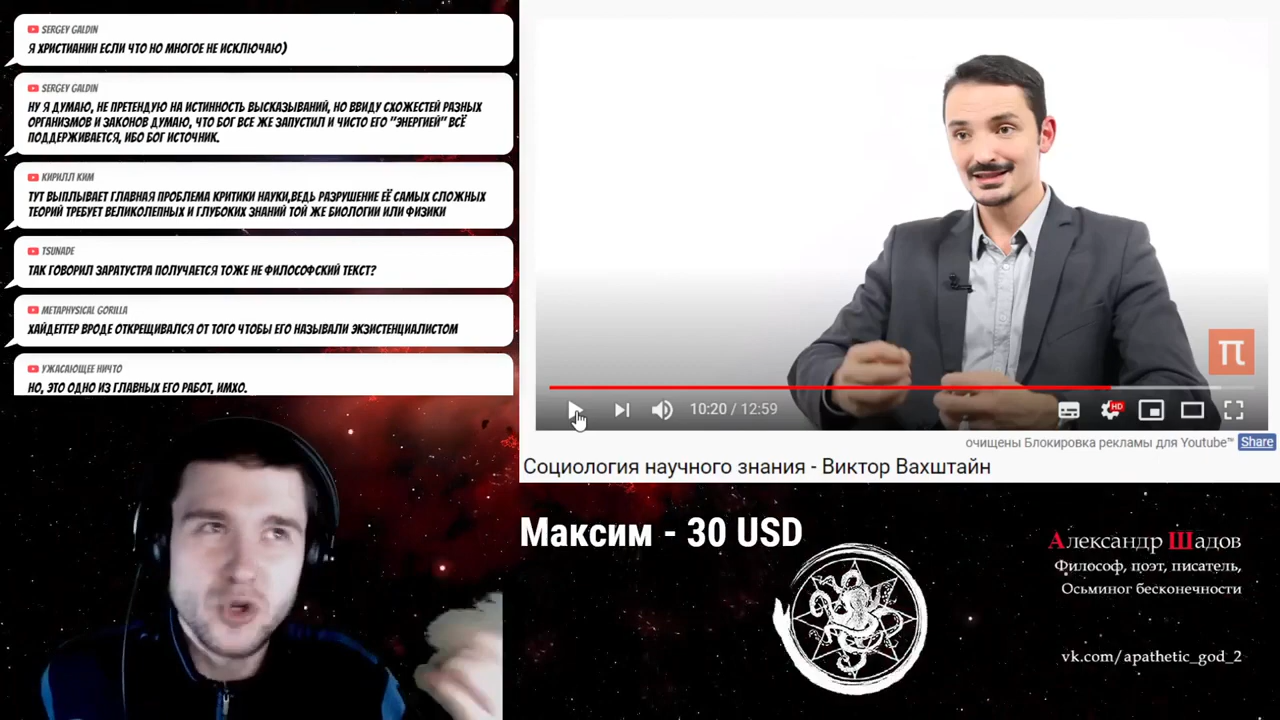 SERGEY GALDIN
Я ХРИСТИАНИН ЕСЛИ ЧТО НО МНОГОЕ НЕ ИСКЛЮЧАЮ)
SERGEY GALDIN
НУ Я ДУМАЮ, НЕ ПРЕТЕНДУЮ НА ИСТИННОСТЬ ВЫСКАЗЫВАНИЙ, НО ВВИДУ СХОЖЕСТЕЙ РАЗНЫХ
ОРГАНИЗМОВ И ЗАКОНОВ ДУМАЮ, ЧТО БОГ ВСЕ ЖЕ ЗАПУСТИЛ И ЧИСТО ЕГО "ЭНЕРГИЕЙ" ВСЁ
ПОДДЕРЖИВАЕТСЯ, ИБО БОГ ИСТОЧНИК.
КИРИЛЛ КИМ
ТУТ ВЫПЛЫВАЕТ ГЛАВНАЯ ПРОБЛЕМА КРИТИКИ НАУКИ,ВЕДЬ РАЗРУШЕНИЕ ЕЁ САМЫХ СЛОЖНЫХ
ТЕОРИЙ ТРЕБУЕТ ВЕЛИКОЛЕПНЫХ И ГЛУБОКИХ ЗНАНИЙ ТОЙ ЖЕ БИОЛОГИИ ИЛИ ФИЗИКИ
TSUNADE
ТАК ГОВОРИЛ ЗАРАТУСТРА ПОЛУЧАЕТСЯ ТОЖЕ НЕ ФИЛОСОФСКИЙ ТЕКСТ?
METAPHYSICAL GORILLA
ХАЙДЕГГЕР ВРОДЕ ОТКРЕЩИВАЛСЯ ОТ ТОГО ЧТОБЫ ЕГО НАЗЫВАЛИ ЭКЗИСТЕНЦИАЛИСТОМ
УЖАСАЮЩЕЕ НИЧТО
НО, ЭТО ОДНО ИЗ ГЛАВНЫХ ЕГО РАБОТ, ИМХО.
π
10:20 / 12:59
HD
очищены Блокировка рекламы для Youtube™ Share
Социология научного знания - Виктор Вахштайн
Максим - 30 USD
Александр Шадов
Философ, поэт, писатель,
Осьминог бесконечности
vk.com/apathetic_god_2